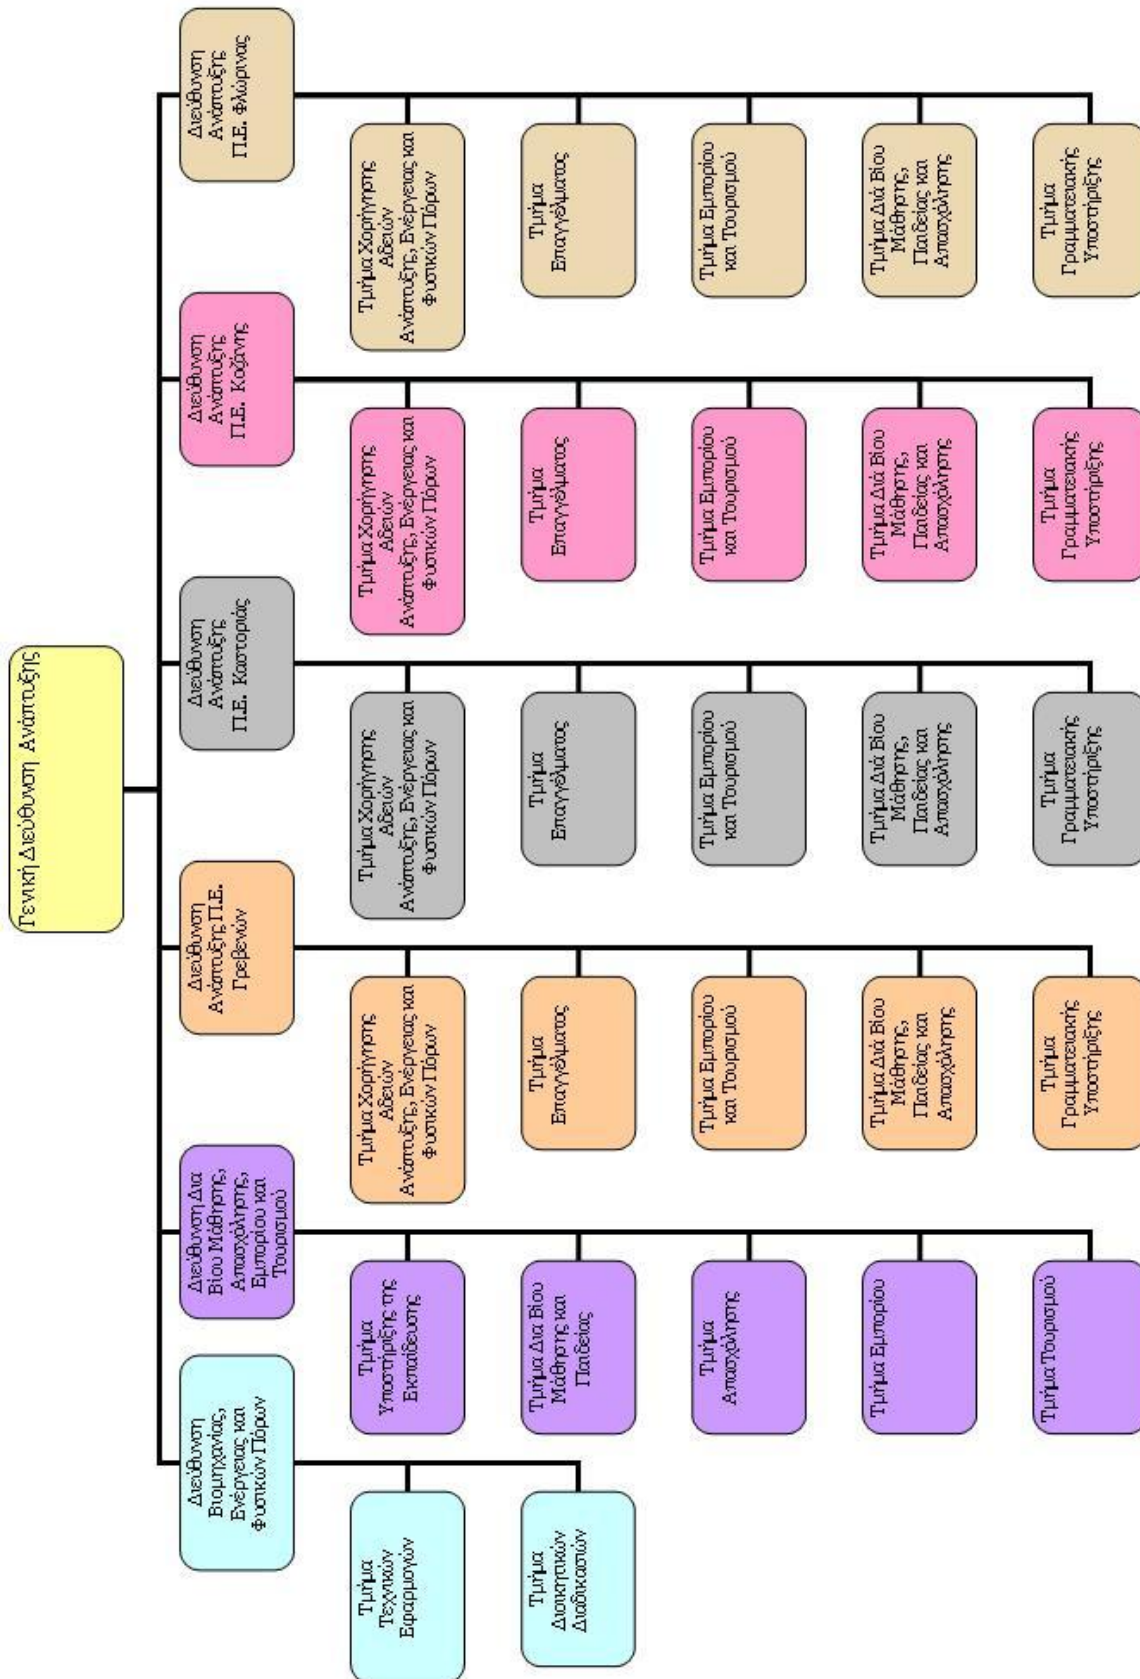 Γενική Διεύθυνση Ανάπτυξης
Διεύθυνση
Βιομηχανίας,
Ενέργειας και
Φυσικών Πόρων
Τμήμα
Τεχνικών
Εφαρμογών
Τμήμα
Διοικητικών
Διαδικασιών
Διεύθυνση Δια
Βίου Μάθησης,
Απασχόλησης,
Εμπορίου και
Τουρισμού
Τμήμα
Υποστήριξης της
Εκπαίδευσης
Τμήμα Δια Βίου
Μάθησης και
Παιδείας
Τμήμα
Απασχόλησης
Τμήμα Εμπορίου
Τμήμα Τουρισμού
Διεύθυνση
Ανάπτυξης Π.Ε.
Γρεβενών
Τμήμα Χορήγησης
Αδειών
Ανάπτυξης, Ενέργειας και
Φυσικών Πόρων
Τμήμα
Επαγγέλματος
Τμήμα Εμπορίου
και Τουρισμού
Τμήμα Διά Βίου
Μάθησης,
Παιδείας και
Απασχόλησης
Τμήμα
Γραμματειακής
Υποστήριξης
Διεύθυνση
Ανάπτυξης
Π.Ε. Καστοριάς
Τμήμα Χορήγησης
Αδειών
Ανάπτυξης, Ενέργειας και
Φυσικών Πόρων
Τμήμα
Επαγγέλματος
Τμήμα Εμπορίου
και Τουρισμού
Τμήμα Διά Βίου
Μάθησης,
Παιδείας και
Απασχόλησης
Τμήμα
Γραμματειακής
Υποστήριξης
Διεύθυνση
Ανάπτυξης
Π.Ε. Κοζάνης
Τμήμα Χορήγησης
Αδειών
Ανάπτυξης, Ενέργειας και
Φυσικών Πόρων
Τμήμα
Επαγγέλματος
Τμήμα Εμπορίου
και Τουρισμού
Τμήμα Διά Βίου
Μάθησης,
Παιδείας και
Απασχόλησης
Τμήμα
Γραμματειακής
Υποστήριξης
Διεύθυνση
Ανάπτυξης
Π.Ε. Φλώρινας
Τμήμα Χορήγησης
Αδειών
Ανάπτυξης, Ενέργειας και
Φυσικών Πόρων
Τμήμα
Επαγγέλματος
Τμήμα Εμπορίου
και Τουρισμού
Τμήμα Διά Βίου
Μάθησης,
Παιδείας και
Απασχόλησης
Τμήμα
Γραμματειακής
Υποστήριξης